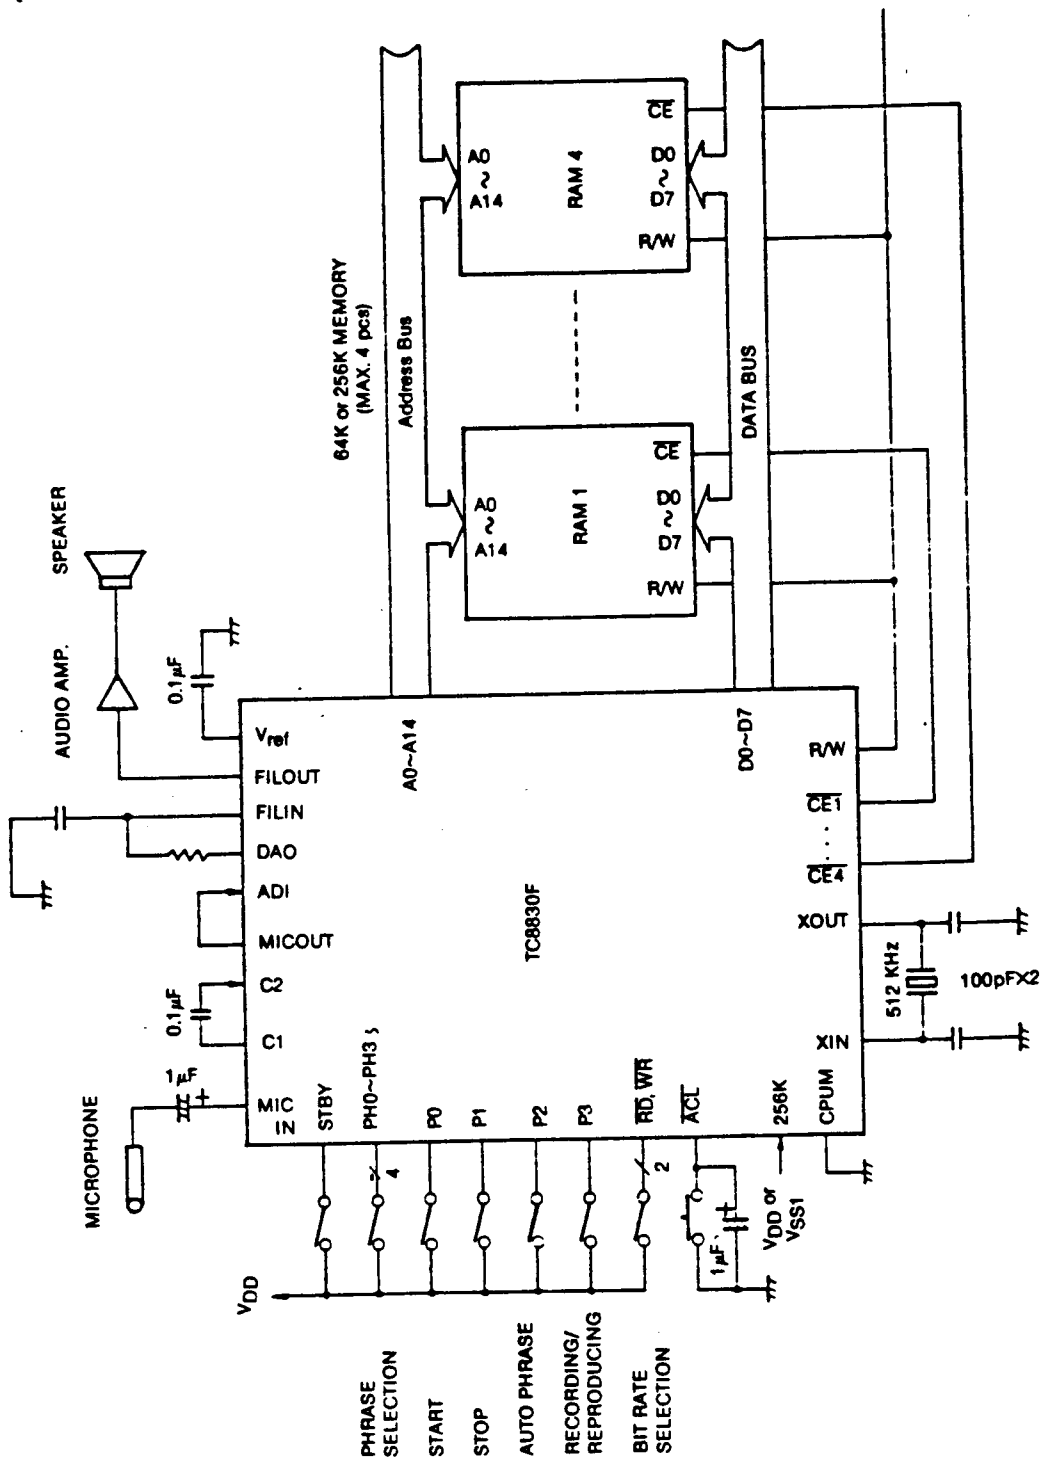 MICROPHONE
1μF
+
0.1μF
AUDIO AMP.
SPEAKER
0.1μF
MIC
IN
C1
C2
MICOUT
ADI
DAO
FILIN
FILOUT
Vref
64K or 256K MEMORY
(MAX. 4 pcs)
Address Bus
A0~A14
A0
~
A14
RAM 1
R/W
D7
~
D0
CE
A0
~
A14
RAM 4
R/W
D7
~
D0
CE
DATA BUS
D0~D7
TC8830F
VDD
STBY
PHRASE
SELECTION
PH0~PH3
4
START
P0
STOP
P1
AUTO PHRASE
P2
RECORDING/
REPRODUCING
P3
BIT RATE
SELECTION
RD, WR
2
ACL
1μF
+
VDD or
VSS1
256K
CPUM
XIN
XOUT
512 KHz
100pFX2
CE4
....
CE1
R/W